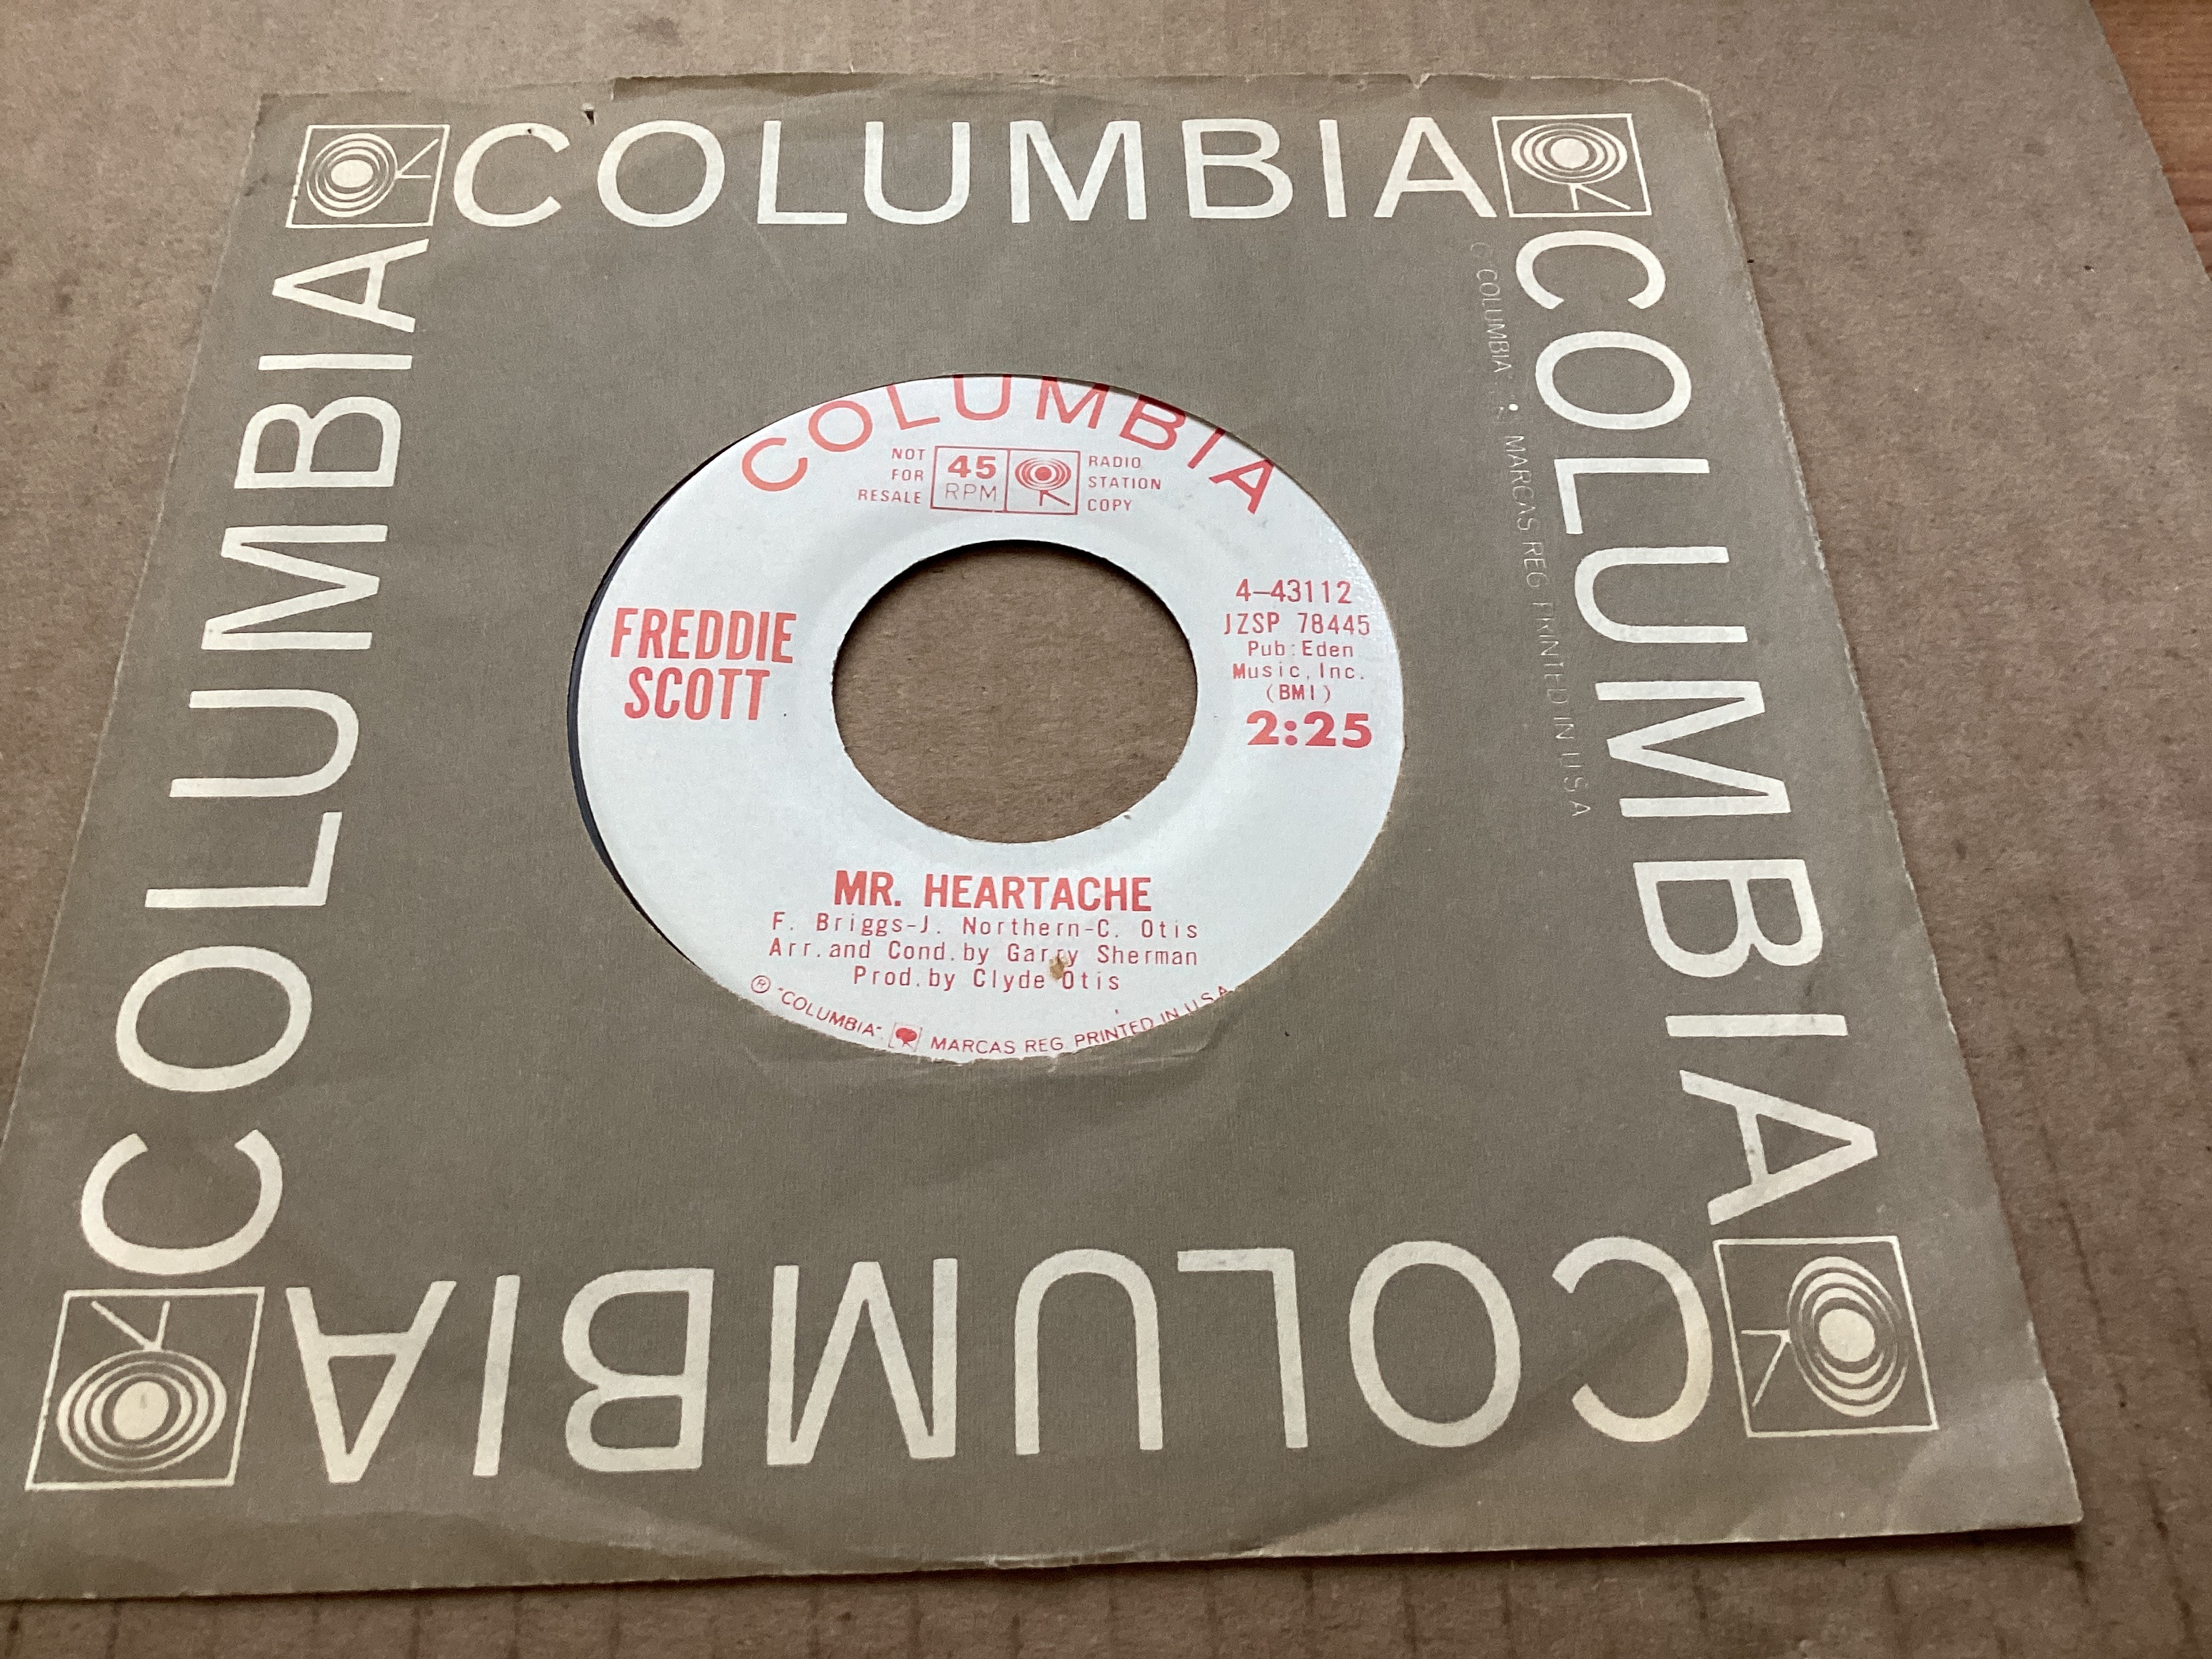 COLUMBIA
COLUMBIA
COLUMBIA
COLUMBIA
COLUMBIA
NOT
FOR
RESALE
45
RPM
RADIO
STATION
COPY
FREDDIE
SCOTT
4-43112
JZSP 78445
Pub: Eden
Music, Inc.
(BMI)
2:25
MR. HEARTACHE
F. Briggs-J. Northern-C. Otis
Arr. and Cond. by Garry Sherman
Prod. by Clyde Otis
® "COLUMBIA" MARCAS REG. PRINTED IN U.S.A.
COLUMBIA" MARCAS REG. PRINTED IN U.S.A.